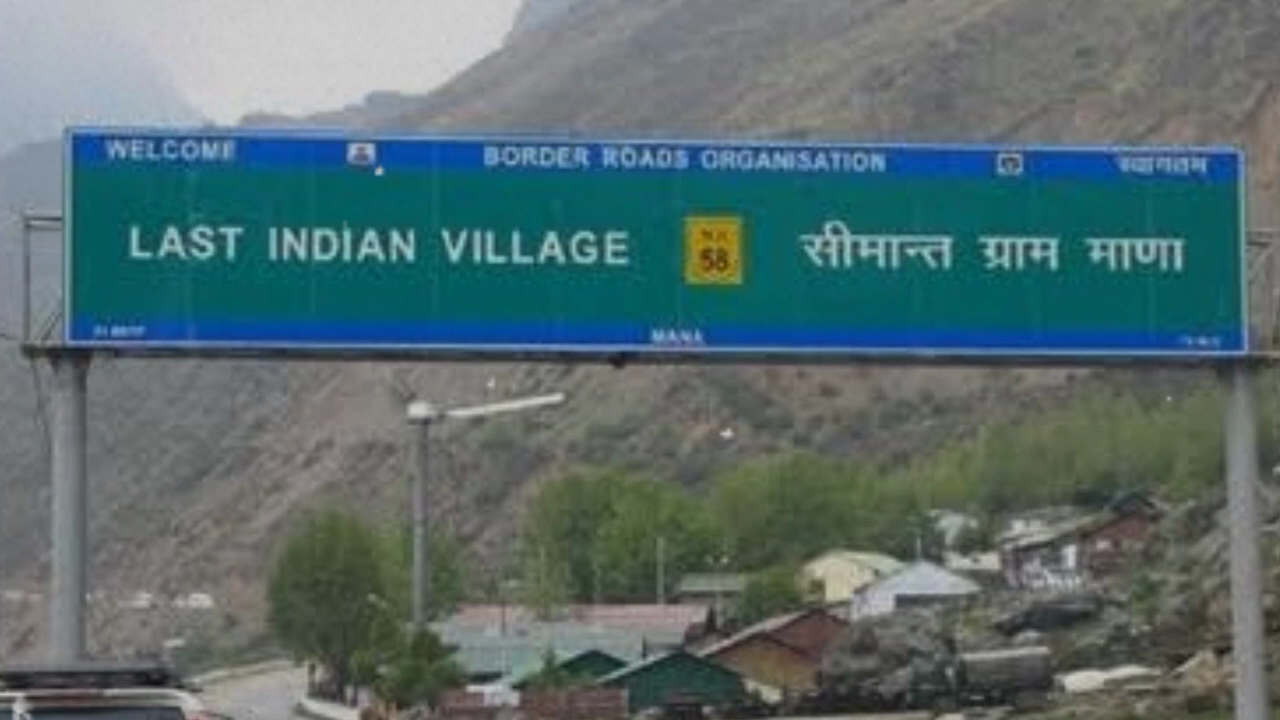 WELCOME BORDER ROADS ORGANISATION स्वागतम
LAST INDIAN VILLAGE 58 सीमान्त ग्राम माणा
MANA